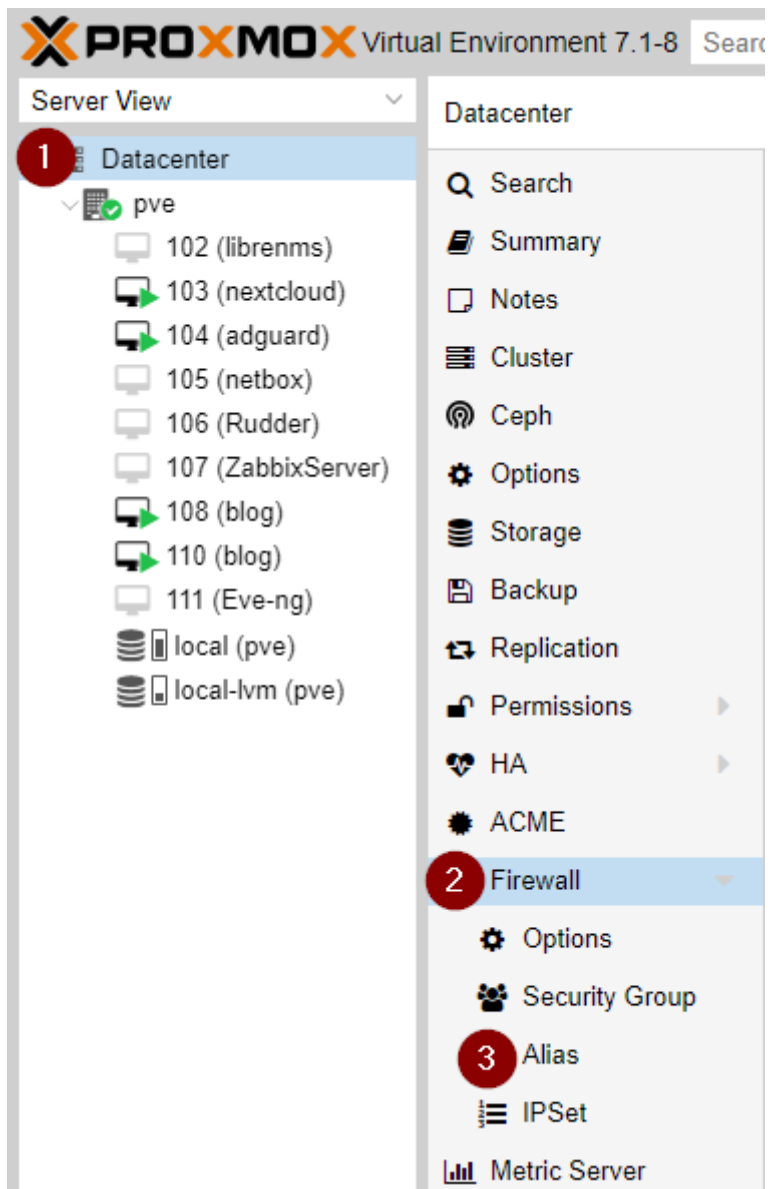 PROXMOX Virtual Environment 7.1-8
Server View
1 Datacenter
pve
102 (librenms)
103 (nextcloud)
104 (adguard)
105 (netbox)
106 (Rudder)
107 (ZabbixServer)
108 (blog)
110 (blog)
111 (Eve-ng)
local (pve)
local-lvm (pve)
Datacenter
Search
Summary
Notes
Cluster
Ceph
Options
Storage
Backup
Replication
Permissions
HA
ACME
2 Firewall
Options
Security Group
3 Alias
IPSet
Metric Server